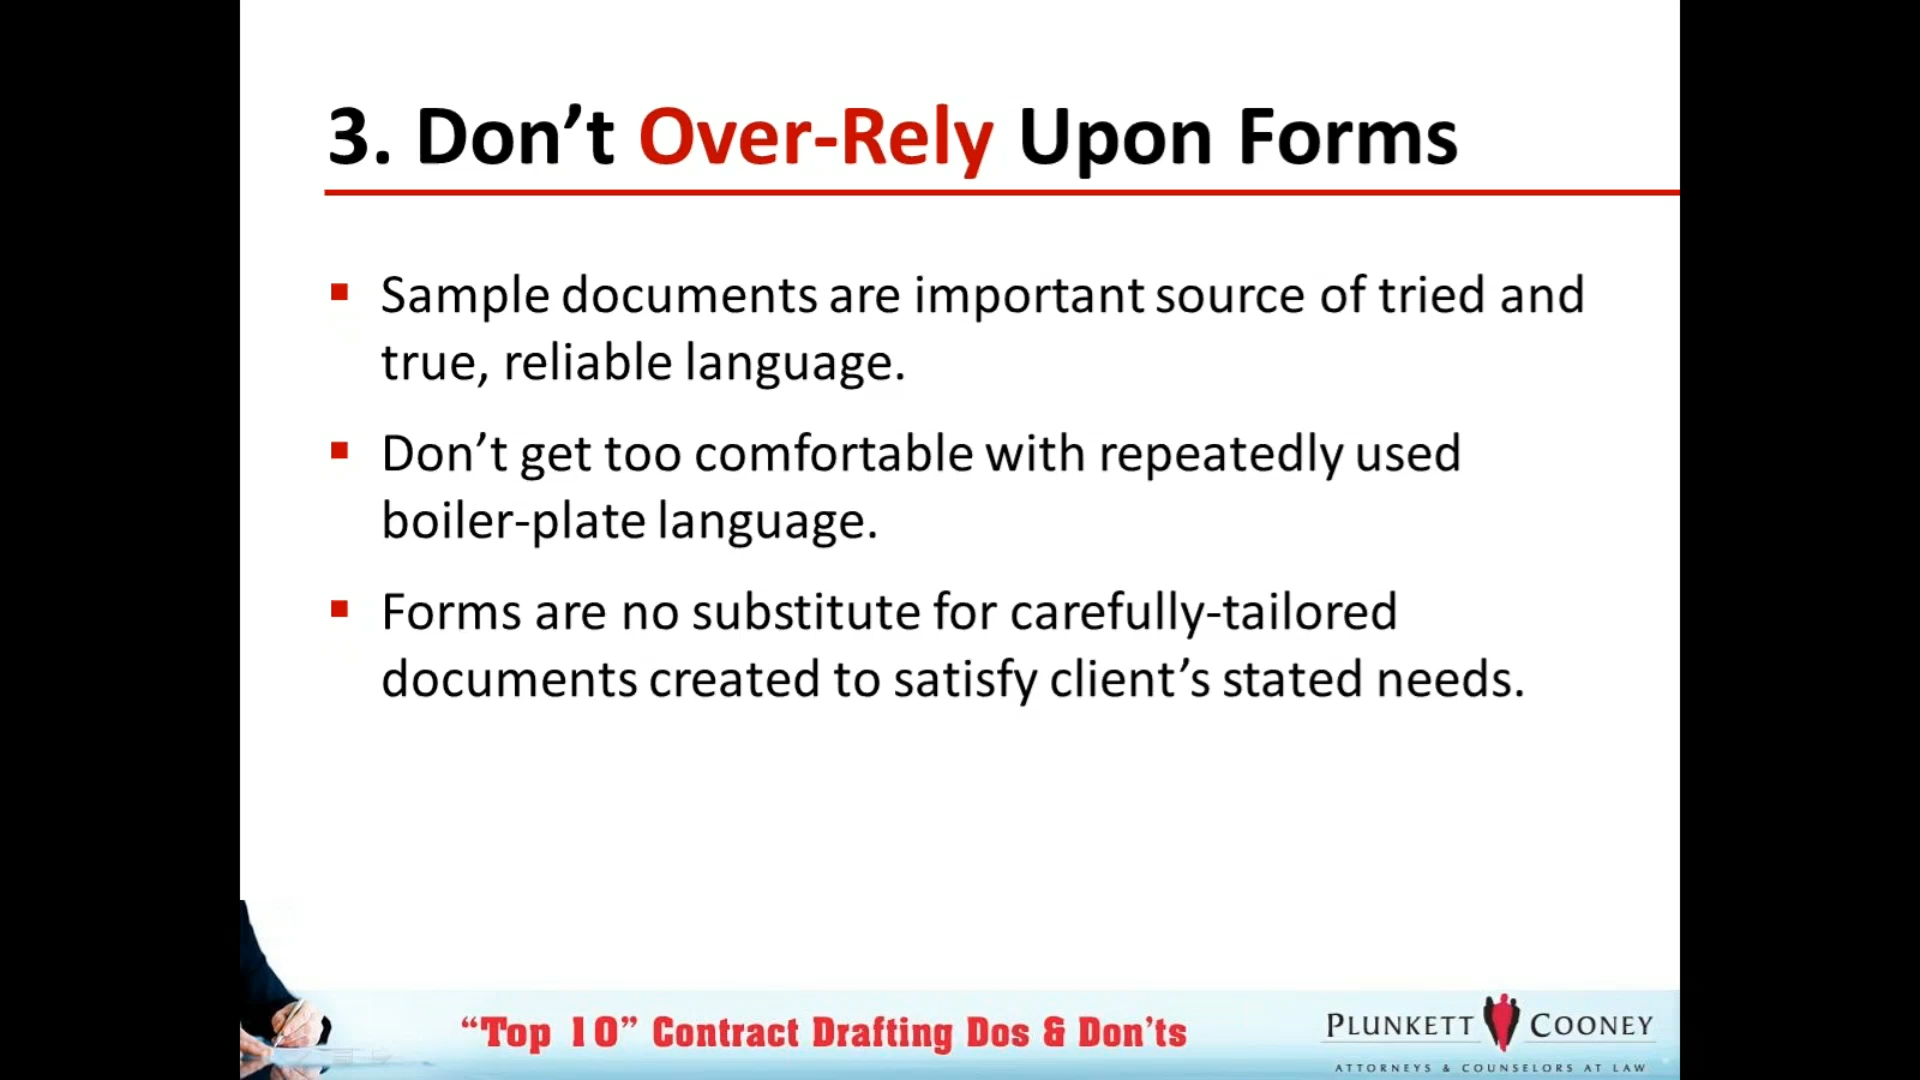 3. Don’t Over-Rely Upon Forms
Sample documents are important source of tried and
true, reliable language.
Don’t get too comfortable with repeatedly used
boiler-plate language.
Forms are no substitute for carefully-tailored
documents created to satisfy client’s stated needs.
“Top 10” Contract Drafting Dos & Don’ts
PLUNKETT COONEY
ATTORNEYS & COUNSELORS AT LAW